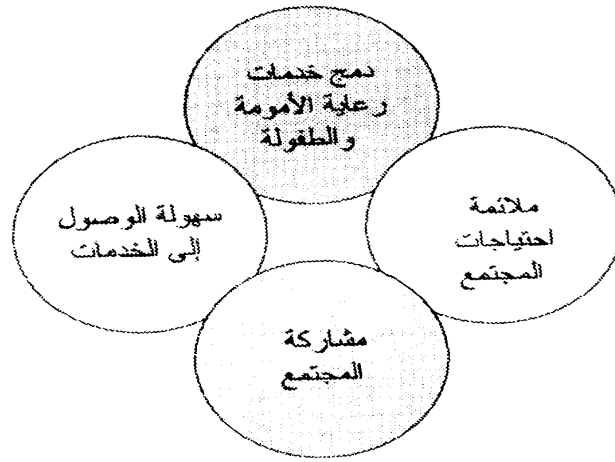 دمج خدمات
رعاية الأمومة
والطفولة
ملائمة
احتياجات
المجتمع
سهولة الوصول
إلى الخدمات
مشاركة
المجتمع